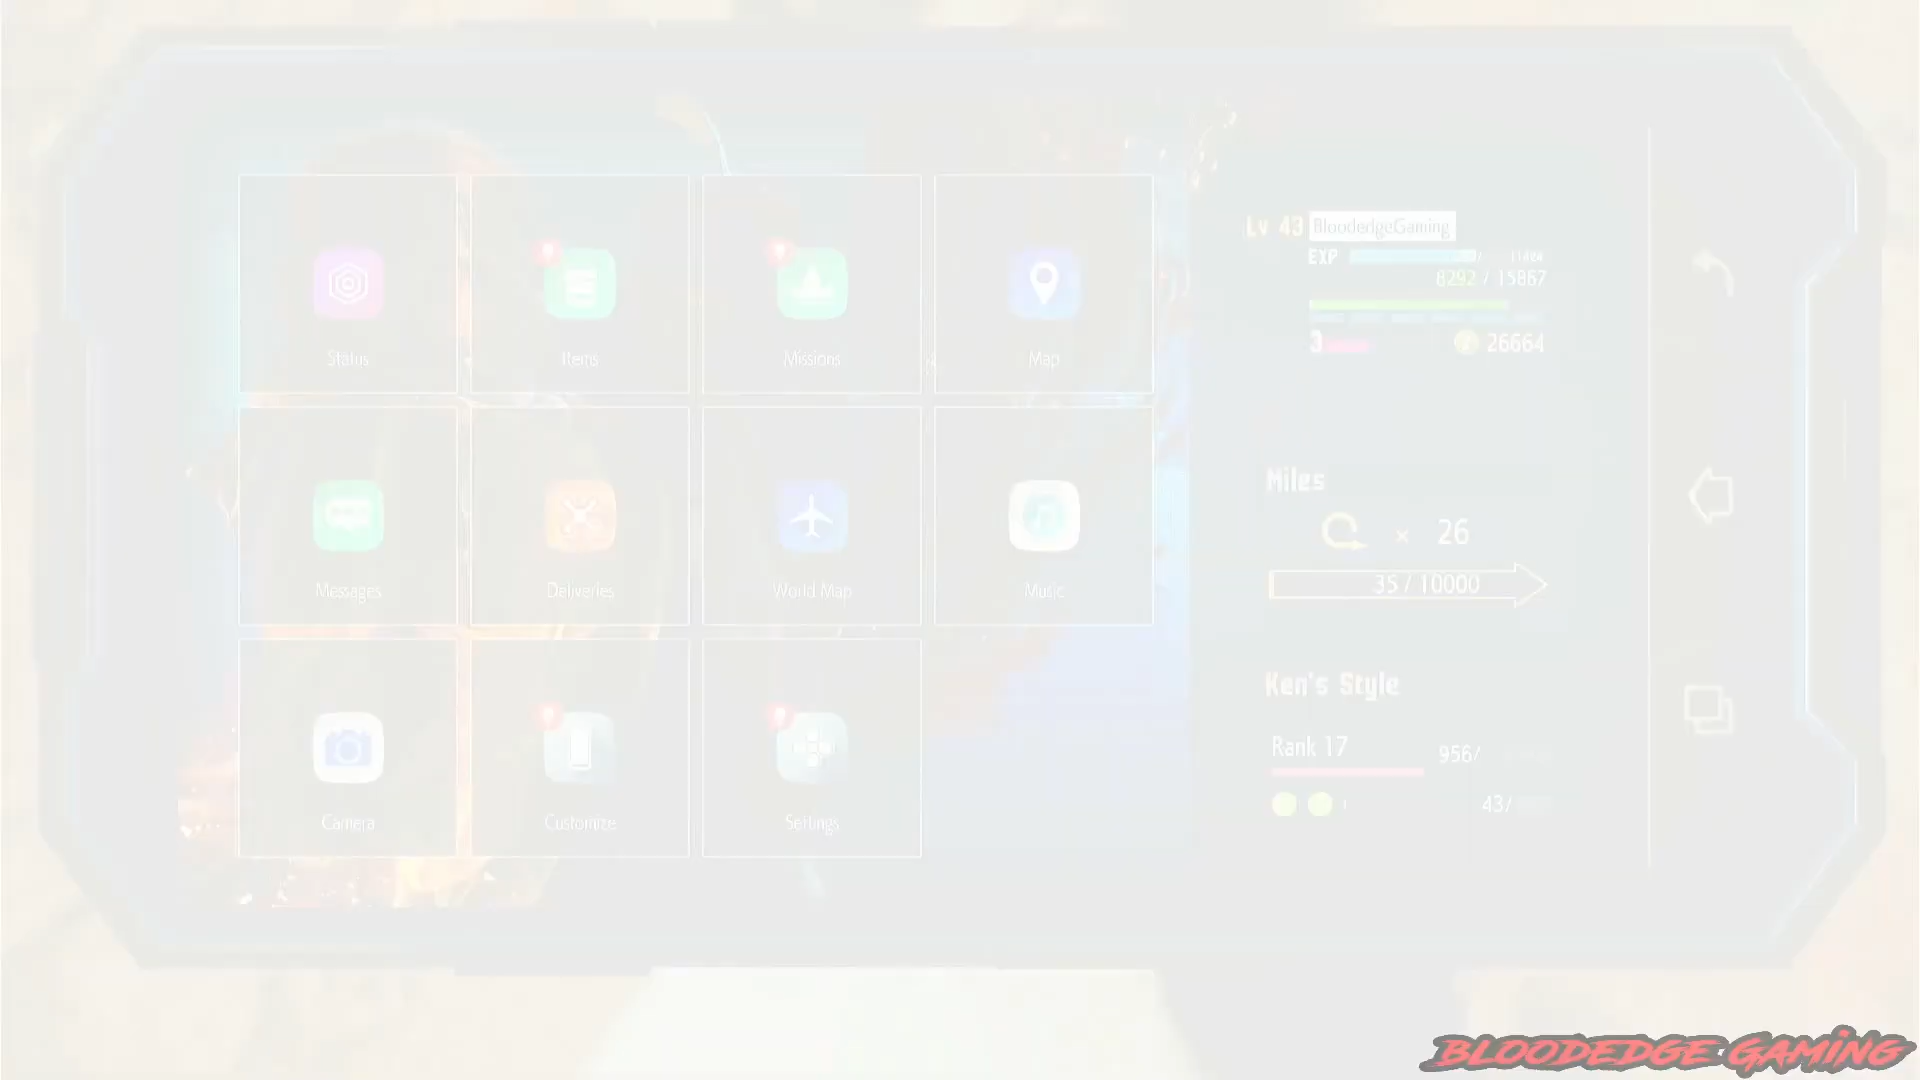 Lv 43 BloodedgeGaming
EXP
8292 / 15867
3 26664
Status Items Missions Map
Miles
× 26
35 / 10000
Messages Deliveries World Map Music
Ken's Style
Rank 17 956/
43/
Camera Customize Settings
BLOODEDGE GAMING